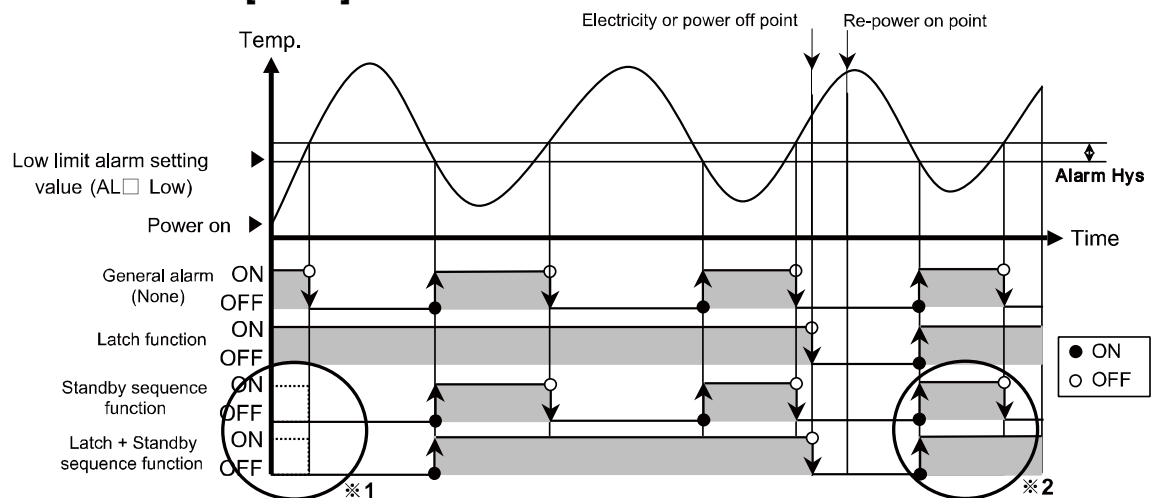 Electricity or power off point
Re-power on point
Temp.
Low limit alarm setting
value (AL□ Low)
Alarm Hys
Power on
Time
General alarm
(None)
ON
OFF
Latch function
ON
OFF
Standby sequence
function
ON
OFF
Latch + Standby
sequence function
ON
OFF
● ON
○ OFF
※1
※2